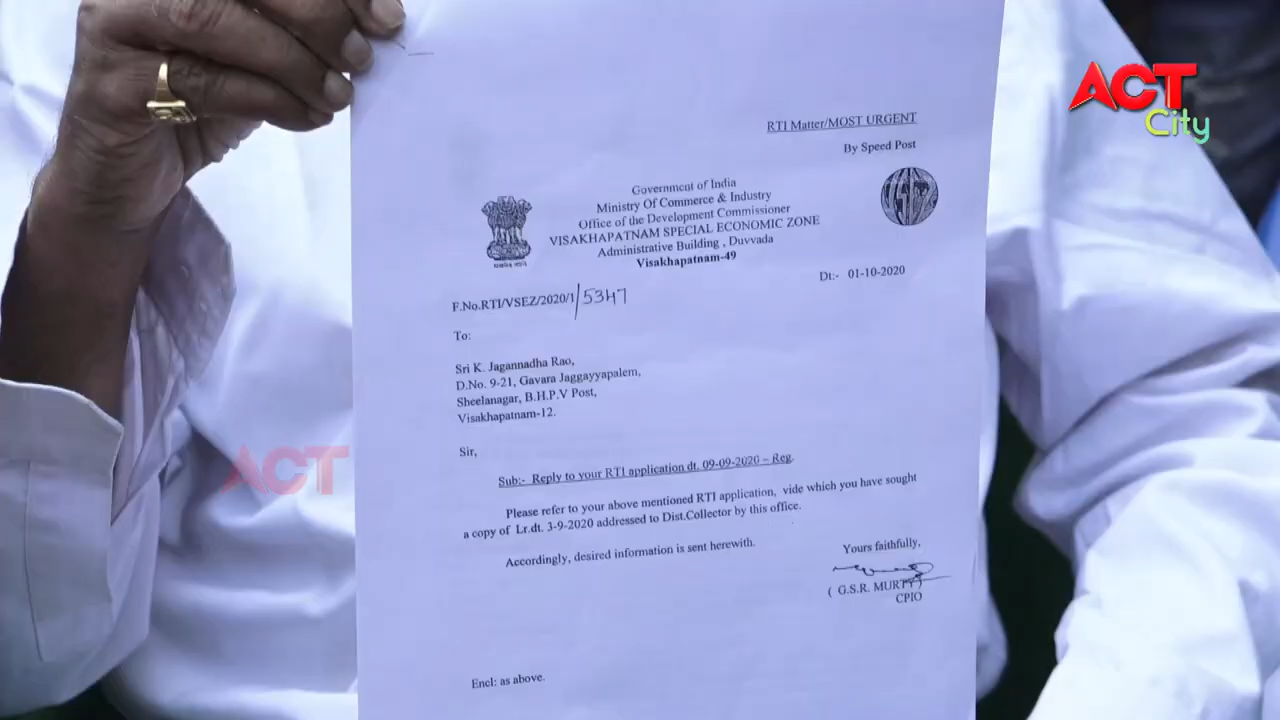 ACT
City
RTI Matter/MOST URGENT
By Speed Post
Government of India
Ministry Of Commerce & Industry
Office of the Development Commissioner
VISAKHAPATNAM SPECIAL ECONOMIC ZONE
Administrative Building , Duvvada
Visakhapatnam-49
VSEZ
Dt:- 01-10-2020
F.No.RTI/VSEZ/2020/1/5347
To:
Sri K. Jagannadha Rao,
D.No. 9-21, Gavara Jaggayyapalem,
Sheelanagar, B.H.P.V Post,
Visakhapatnam-12.
Sir,
Sub:- Reply to your RTI application dt. 09-09-2020 – Reg.
Please refer to your above mentioned RTI application, vide which you have sought
a copy of Lr.dt. 3-9-2020 addressed to Dist.Collector by this office.
Accordingly, desired information is sent herewith.
Yours faithfully,
( G.S.R. MURTY )
CPIO
Encl: as above.
ACT